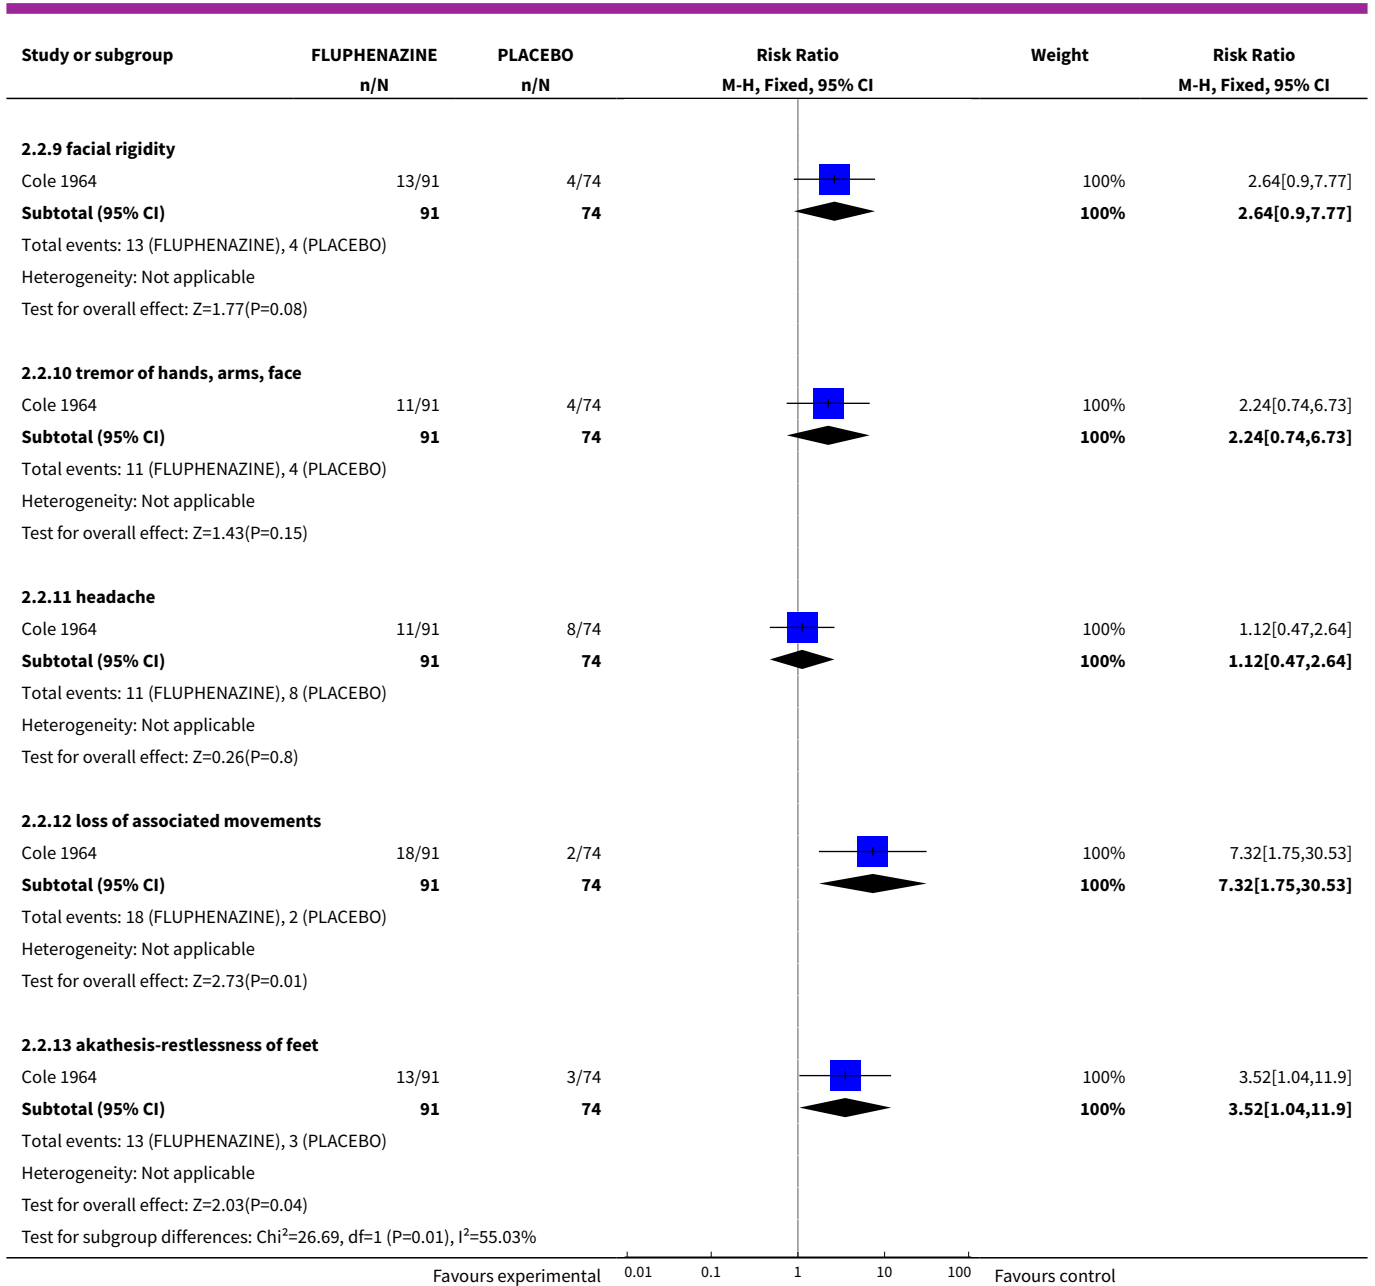 Study or subgroup FLUPHENAZINE PLACEBO Risk Ratio Weight Risk Ratio
n/N n/N M-H, Fixed, 95% CI M-H, Fixed, 95% CI
2.2.9 facial rigidity
Cole 1964 13/91 4/74 100% 2.64[0.9,7.77]
Subtotal (95% CI) 91 74 100% 2.64[0.9,7.77]
Total events: 13 (FLUPHENAZINE), 4 (PLACEBO)
Heterogeneity: Not applicable
Test for overall effect: Z=1.77(P=0.08)
2.2.10 tremor of hands, arms, face
Cole 1964 11/91 4/74 100% 2.24[0.74,6.73]
Subtotal (95% CI) 91 74 100% 2.24[0.74,6.73]
Total events: 11 (FLUPHENAZINE), 4 (PLACEBO)
Heterogeneity: Not applicable
Test for overall effect: Z=1.43(P=0.15)
2.2.11 headache
Cole 1964 11/91 8/74 100% 1.12[0.47,2.64]
Subtotal (95% CI) 91 74 100% 1.12[0.47,2.64]
Total events: 11 (FLUPHENAZINE), 8 (PLACEBO)
Heterogeneity: Not applicable
Test for overall effect: Z=0.26(P=0.8)
2.2.12 loss of associated movements
Cole 1964 18/91 2/74 100% 7.32[1.75,30.53]
Subtotal (95% CI) 91 74 100% 7.32[1.75,30.53]
Total events: 18 (FLUPHENAZINE), 2 (PLACEBO)
Heterogeneity: Not applicable
Test for overall effect: Z=2.73(P=0.01)
2.2.13 akathesis-restlessness of feet
Cole 1964 13/91 3/74 100% 3.52[1.04,11.9]
Subtotal (95% CI) 91 74 100% 3.52[1.04,11.9]
Total events: 13 (FLUPHENAZINE), 3 (PLACEBO)
Heterogeneity: Not applicable
Test for overall effect: Z=2.03(P=0.04)
Test for subgroup differences: Chi²=26.69, df=1 (P=0.01), I²=55.03%
Favours experimental 0.01 0.1 1 10 100 Favours control